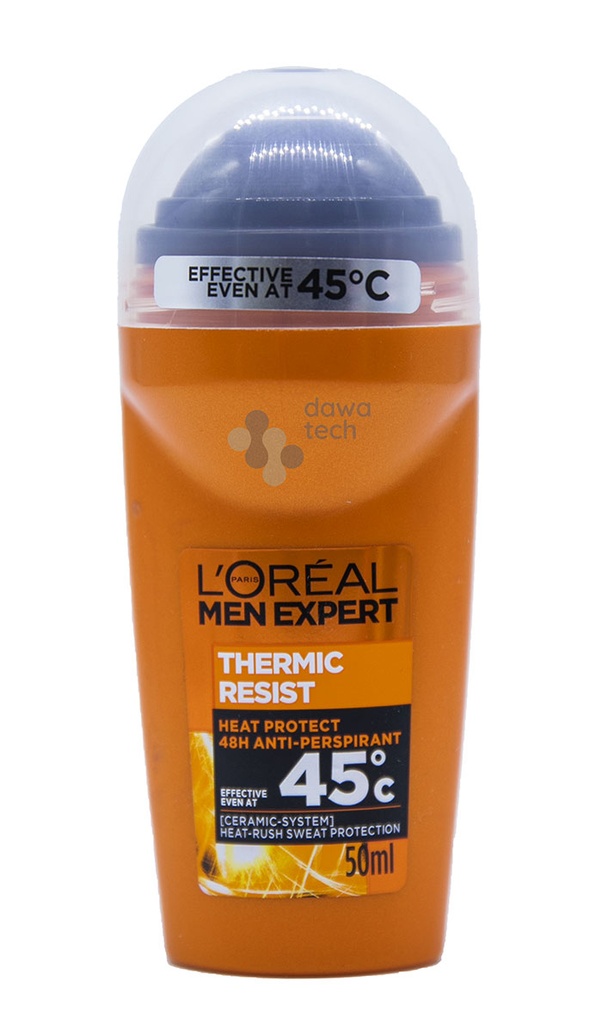 EFFECTIVE
EVEN AT 45°C
dawa
tech
L'ORÉAL
PARIS
MEN EXPERT
THERMIC
RESIST
HEAT PROTECT
48H ANTI-PERSPIRANT
EFFECTIVE
EVEN AT 45°C
[CERAMIC-SYSTEM]
HEAT-RUSH SWEAT PROTECTION
50ml